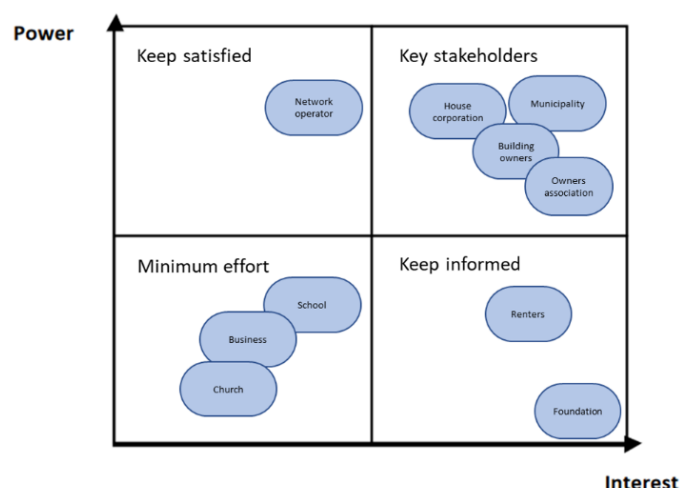 Power
Keep satisfied
Key stakeholders
Network
operator
House
corporation
Municipality
Building
owners
Owners
association
Minimum effort
Keep informed
School
Renters
Business
Church
Foundation
Interest